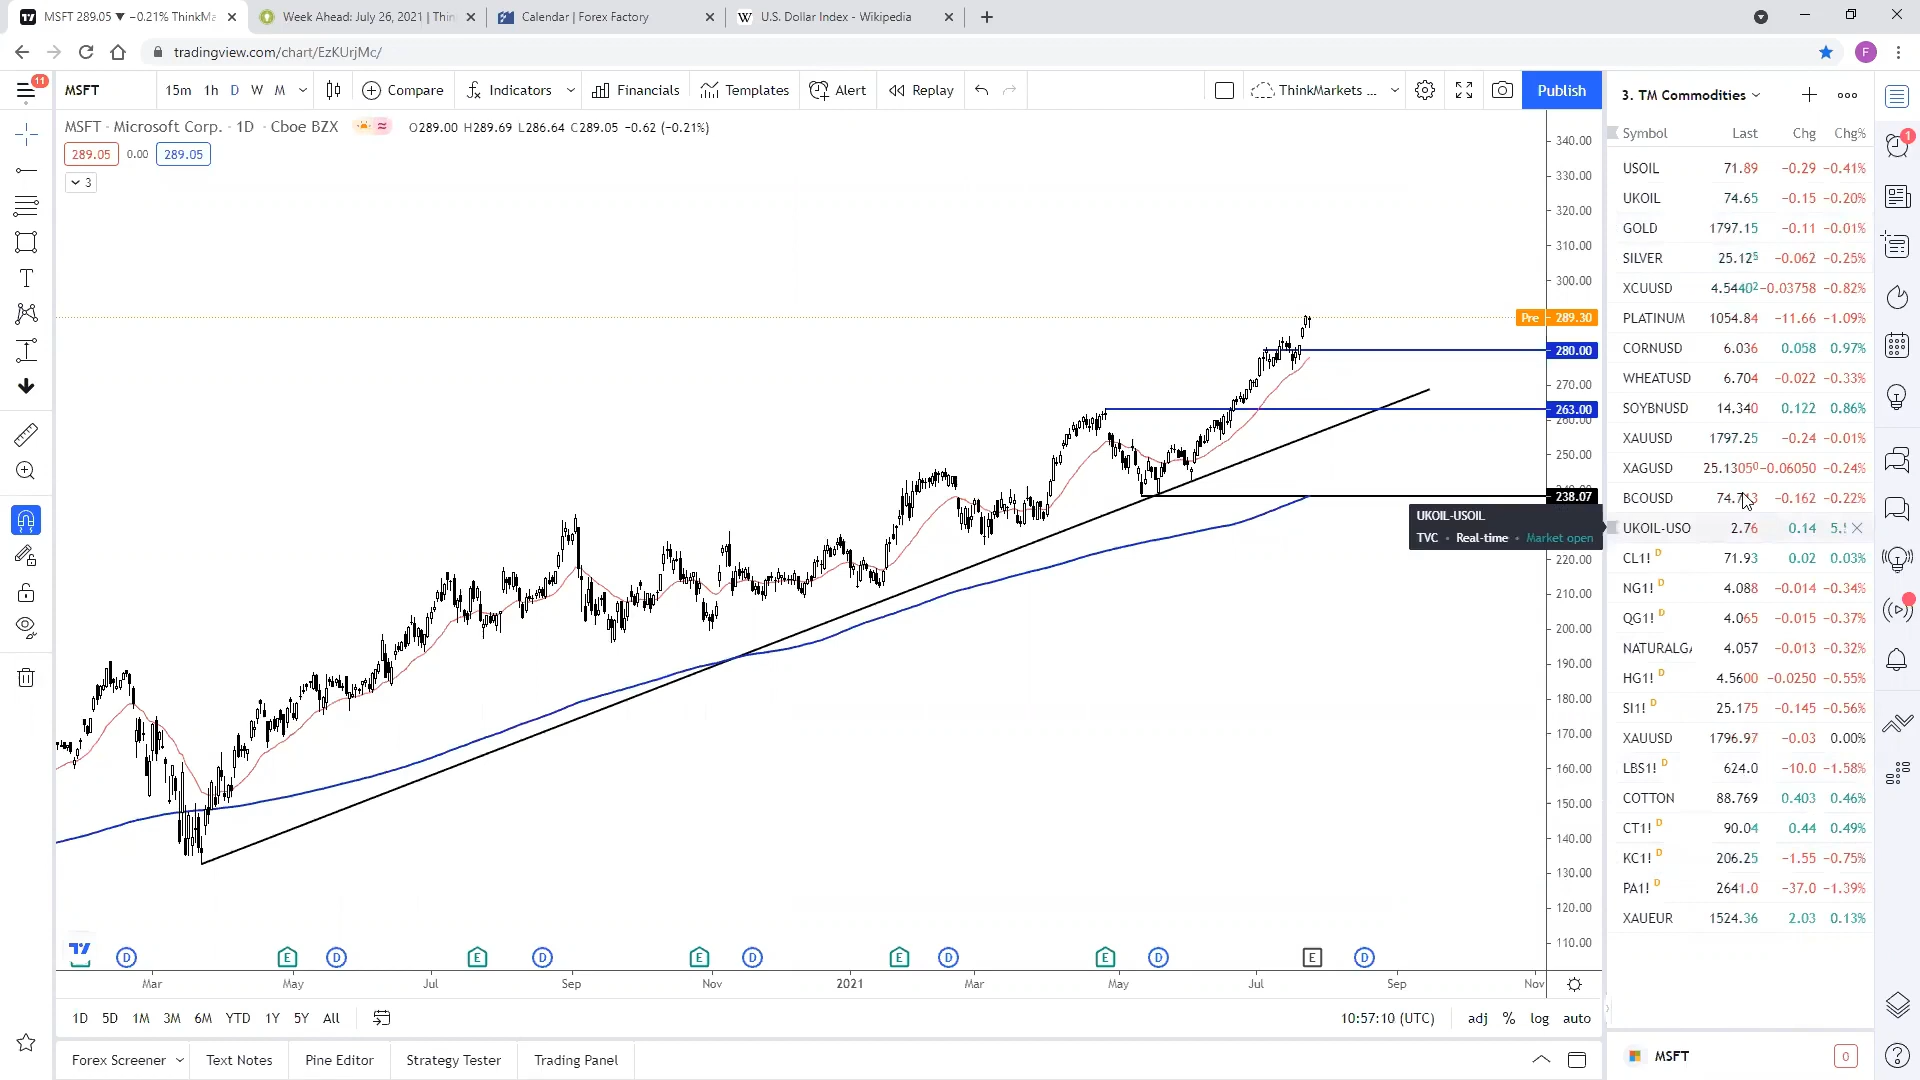 MSFT 289.05 ▼ −0.21% ThinkMa
Week Ahead: July 26, 2021 | Thin
Calendar | Forex Factory
U.S. Dollar Index - Wikipedia
tradingview.com/chart/EzKUrjMc/
F
11
MSFT
15m 1h D W M
Compare
Indicators
Financials
Templates
Alert
Replay
ThinkMarkets ...
Publish
MSFT · Microsoft Corp. · 1D · Cboe BZX O289.00 H289.69 L286.64 C289.05 −0.62 (−0.21%)
289.05 0.00 289.05
3
340.00
330.00
320.00
310.00
300.00
Pre 289.30
280.00
270.00
263.00
260.00
250.00
238.07
220.00
210.00
200.00
190.00
180.00
170.00
160.00
150.00
140.00
130.00
120.00
110.00
UKOIL-USOIL
TVC • Real-time • Market open
D E D E D E D E D E D E D
Mar May Jul Sep Nov 2021 Mar May Jul Sep Nov
1D 5D 1M 3M 6M YTD 1Y 5Y All
10:57:10 (UTC) adj % log auto
Forex Screener Text Notes Pine Editor Strategy Tester Trading Panel
3. TM Commodities
Symbol Last Chg Chg%
USOIL 71.89 −0.29 −0.41%
UKOIL 74.65 −0.15 −0.20%
GOLD 1797.15 −0.11 −0.01%
SILVER 25.125 −0.062 −0.25%
XCUUSD 4.54402 −0.03758 −0.82%
PLATINUM 1054.84 −11.66 −1.09%
CORNUSD 6.036 0.058 0.97%
WHEATUSD 6.704 −0.022 −0.33%
SOYBNUSD 14.340 0.122 0.86%
XAUUSD 1797.25 −0.24 −0.01%
XAGUSD 25.13050 −0.06050 −0.24%
BCOUSD −0.162 −0.22%
UKOIL-USO 2.76 0.14
CL1! D 71.93 0.02 0.03%
NG1! D 4.088 −0.014 −0.34%
QG1! D 4.065 −0.015 −0.37%
NATURALGA 4.057 −0.013 −0.32%
HG1! D 4.5600 −0.0250 −0.55%
SI1! D 25.175 −0.145 −0.56%
XAUUSD 1796.97 −0.03 0.00%
LBS1! D 624.0 −10.0 −1.58%
COTTON 88.769 0.403 0.46%
CT1! D 90.04 0.44 0.49%
KC1! D 206.25 −1.55 −0.75%
PA1! D 2641.0 −37.0 −1.39%
XAUEUR 1524.36 2.03 0.13%
MSFT 0
1